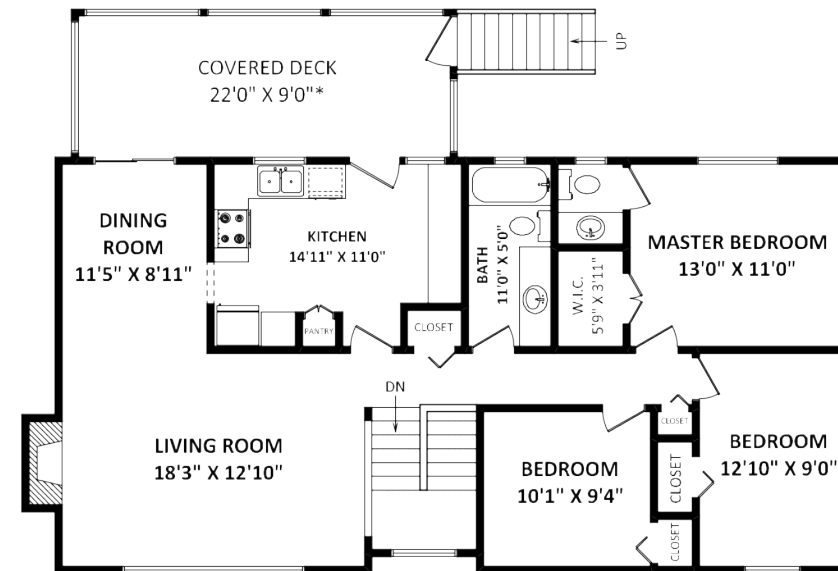 UP
COVERED DECK
22'0" X 9'0"*
DINING
ROOM
11'5" X 8'11"
KITCHEN
14'11" X 11'0"
BATH
11'0" X 5'0"
MASTER BEDROOM
13'0" X 11'0"
W.I.C.
5'9" X 3'11"
PANTRY
CLOSET
DN
LIVING ROOM
18'3" X 12'10"
BEDROOM
10'1" X 9'4"
CLOSET
CLOSET
CLOSET
BEDROOM
12'10" X 9'0"